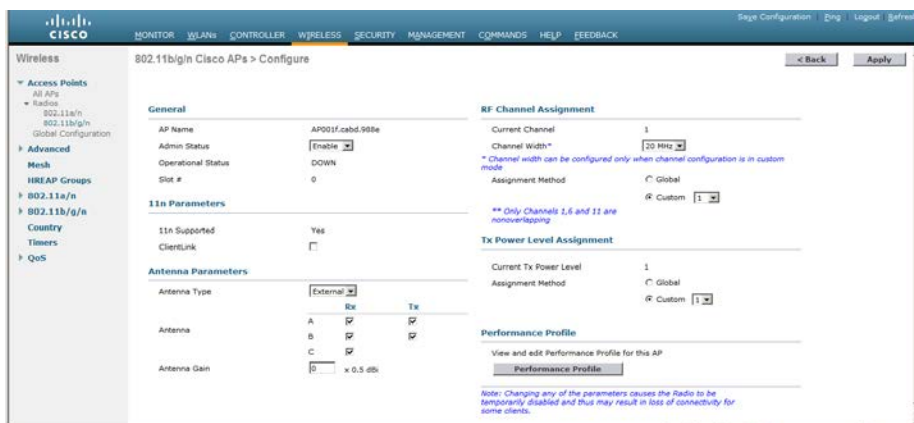 Save Configuration Ping Logout Refresh
CISCO
MONITOR WLANs CONTROLLER WIRELESS SECURITY MANAGEMENT COMMANDS HELP FEEDBACK
Wireless
Access Points
All APs
Radios
802.11a/n
802.11b/g/n
Global Configuration
Advanced
Mesh
HREAP Groups
802.11a/n
802.11b/g/n
Country
Timers
QoS
802.11b/g/n Cisco APs > Configure
< Back Apply
General
AP Name AP001f.cabd.988e
Admin Status Enable
Operational Status DOWN
Slot # 0
11n Parameters
11n Supported Yes
ClientLink
Antenna Parameters
Antenna Type External
Rx Tx
Antenna
A
B
C
Antenna Gain 0 x 0.5 dBi
RF Channel Assignment
Current Channel 1
Channel Width* 20 MHz
* Channel width can be configured only when channel configuration is in custom
mode
Assignment Method Global
Custom 1
** Only Channels 1,6 and 11 are
nonoverlapping
Tx Power Level Assignment
Current Tx Power Level 1
Assignment Method Global
Custom 1
Performance Profile
View and edit Performance Profile for this AP
Performance Profile
Note: Changing any of the parameters causes the Radio to be
temporarily disabled and thus may result in loss of connectivity for
some clients.